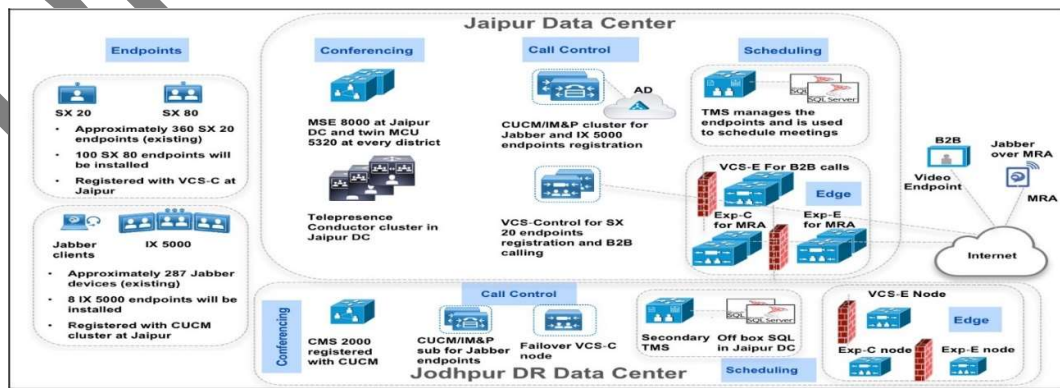 Jaipur Data Center
Endpoints
SX 20
SX 80
• Approximately 360 SX 20
endpoints (existing)
• 100 SX 80 endpoints will
be installed
• Registered with VCS-C at
Jaipur
Jabber
clients
IX 5000
• Approximately 287 Jabber
devices (existing)
• 8 IX 5000 endpoints will be
installed
• Registered with CUCM
cluster at Jaipur
Conferencing
MSE 8000 at Jaipur
DC and twin MCU
5320 at every district
Telepresence
Conductor cluster in
Jaipur DC
Call Control
AD
CUCM/IM&P cluster for
Jabber and IX 5000
endpoints registration
VCS-Control for SX
20 endpoints
registration and B2B
calling
Scheduling
SQL
SQL Server
TMS manages the
endpoints and is used
to schedule meetings
VCS-E For B2B calls
Edge
Exp-C
for MRA
Exp-E
for MRA
B2B
Video
Endpoint
Jabber
over MRA
MRA
Internet
Conferencing
CMS 2000
registered
with CUCM
Call Control
CUCM/IM&P
sub for Jabber
endpoints
Failover VCS-C
node
Secondary
TMS
SQL
SQL Server
Off box SQL
in Jaipur DC
Scheduling
VCS-E Node
Edge
Exp-C node
Exp-E node
Jodhpur DR Data Center